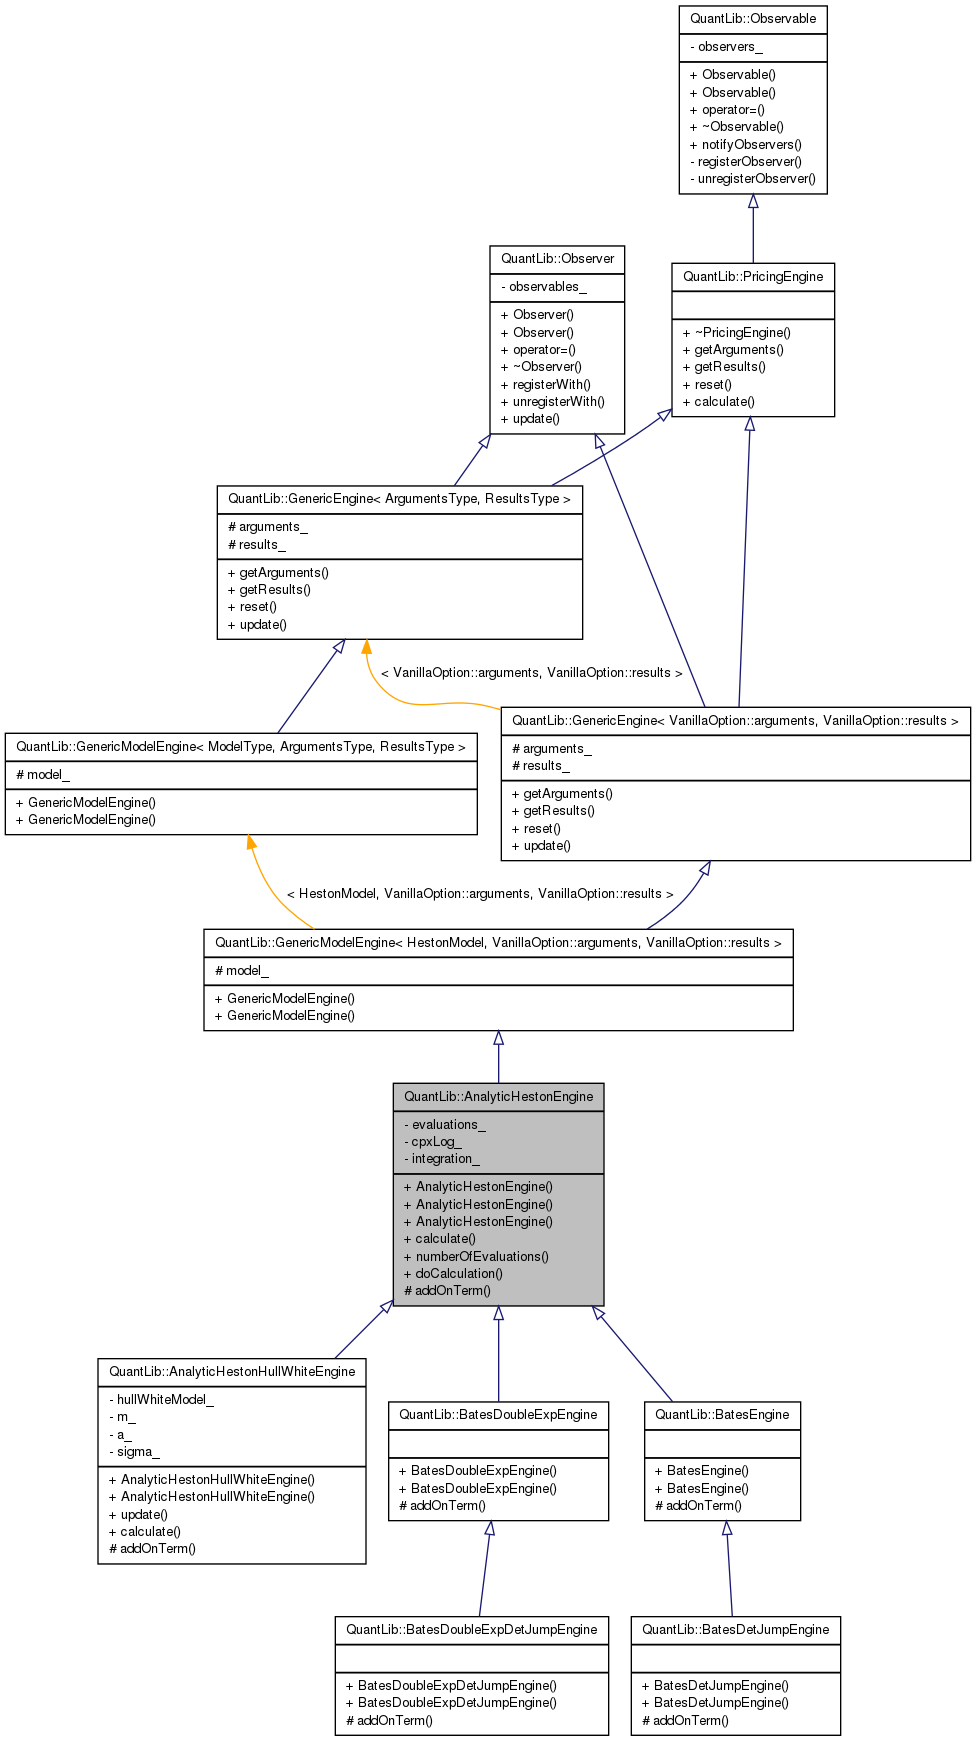 QuantLib::Observable
- observers_
+ Observable()
+ Observable()
+ operator=()
+ ~Observable()
+ notifyObservers()
- registerObserver()
- unregisterObserver()
QuantLib::Observer
- observables_
+ Observer()
+ Observer()
+ operator=()
+ ~Observer()
+ registerWith()
+ unregisterWith()
+ update()
QuantLib::PricingEngine
+ ~PricingEngine()
+ getArguments()
+ getResults()
+ reset()
+ calculate()
QuantLib::GenericEngine< ArgumentsType, ResultsType >
# arguments_
# results_
+ getArguments()
+ getResults()
+ reset()
+ update()
< VanillaOption::arguments, VanillaOption::results >
QuantLib::GenericEngine< VanillaOption::arguments, VanillaOption::results >
# arguments_
# results_
+ getArguments()
+ getResults()
+ reset()
+ update()
QuantLib::GenericModelEngine< ModelType, ArgumentsType, ResultsType >
# model_
+ GenericModelEngine()
+ GenericModelEngine()
< HestonModel, VanillaOption::arguments, VanillaOption::results >
QuantLib::GenericModelEngine< HestonModel, VanillaOption::arguments, VanillaOption::results >
# model_
+ GenericModelEngine()
+ GenericModelEngine()
QuantLib::AnalyticHestonEngine
- evaluations_
- cpxLog_
- integration_
+ AnalyticHestonEngine()
+ AnalyticHestonEngine()
+ AnalyticHestonEngine()
+ calculate()
+ numberOfEvaluations()
+ doCalculation()
# addOnTerm()
QuantLib::AnalyticHestonHullWhiteEngine
- hullWhiteModel_
- m_
- a_
- sigma_
+ AnalyticHestonHullWhiteEngine()
+ AnalyticHestonHullWhiteEngine()
+ update()
+ calculate()
# addOnTerm()
QuantLib::BatesDoubleExpEngine
+ BatesDoubleExpEngine()
+ BatesDoubleExpEngine()
# addOnTerm()
QuantLib::BatesEngine
+ BatesEngine()
+ BatesEngine()
# addOnTerm()
QuantLib::BatesDoubleExpDetJumpEngine
+ BatesDoubleExpDetJumpEngine()
+ BatesDoubleExpDetJumpEngine()
# addOnTerm()
QuantLib::BatesDetJumpEngine
+ BatesDetJumpEngine()
+ BatesDetJumpEngine()
# addOnTerm()